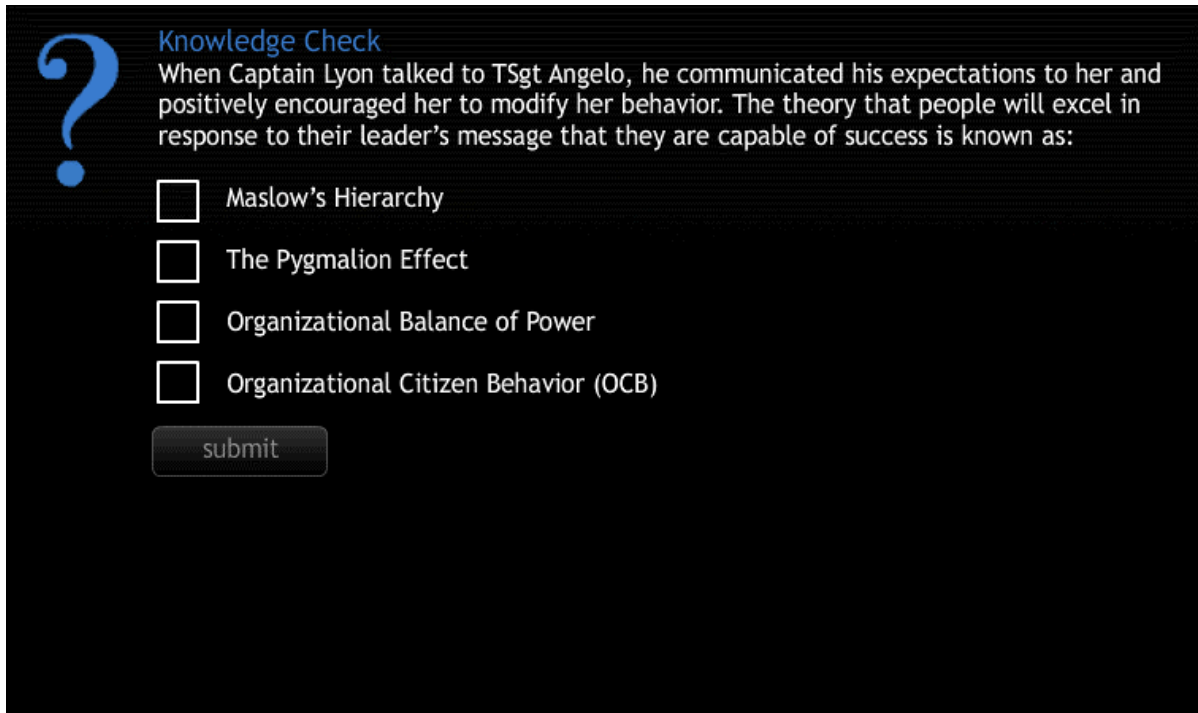 Knowledge Check
When Captain Lyon talked to TSgt Angelo, he communicated his expectations to her and
positively encouraged her to modify her behavior. The theory that people will excel in
response to their leader’s message that they are capable of success is known as:
Maslow’s Hierarchy
The Pygmalion Effect
Organizational Balance of Power
Organizational Citizen Behavior (OCB)
submit